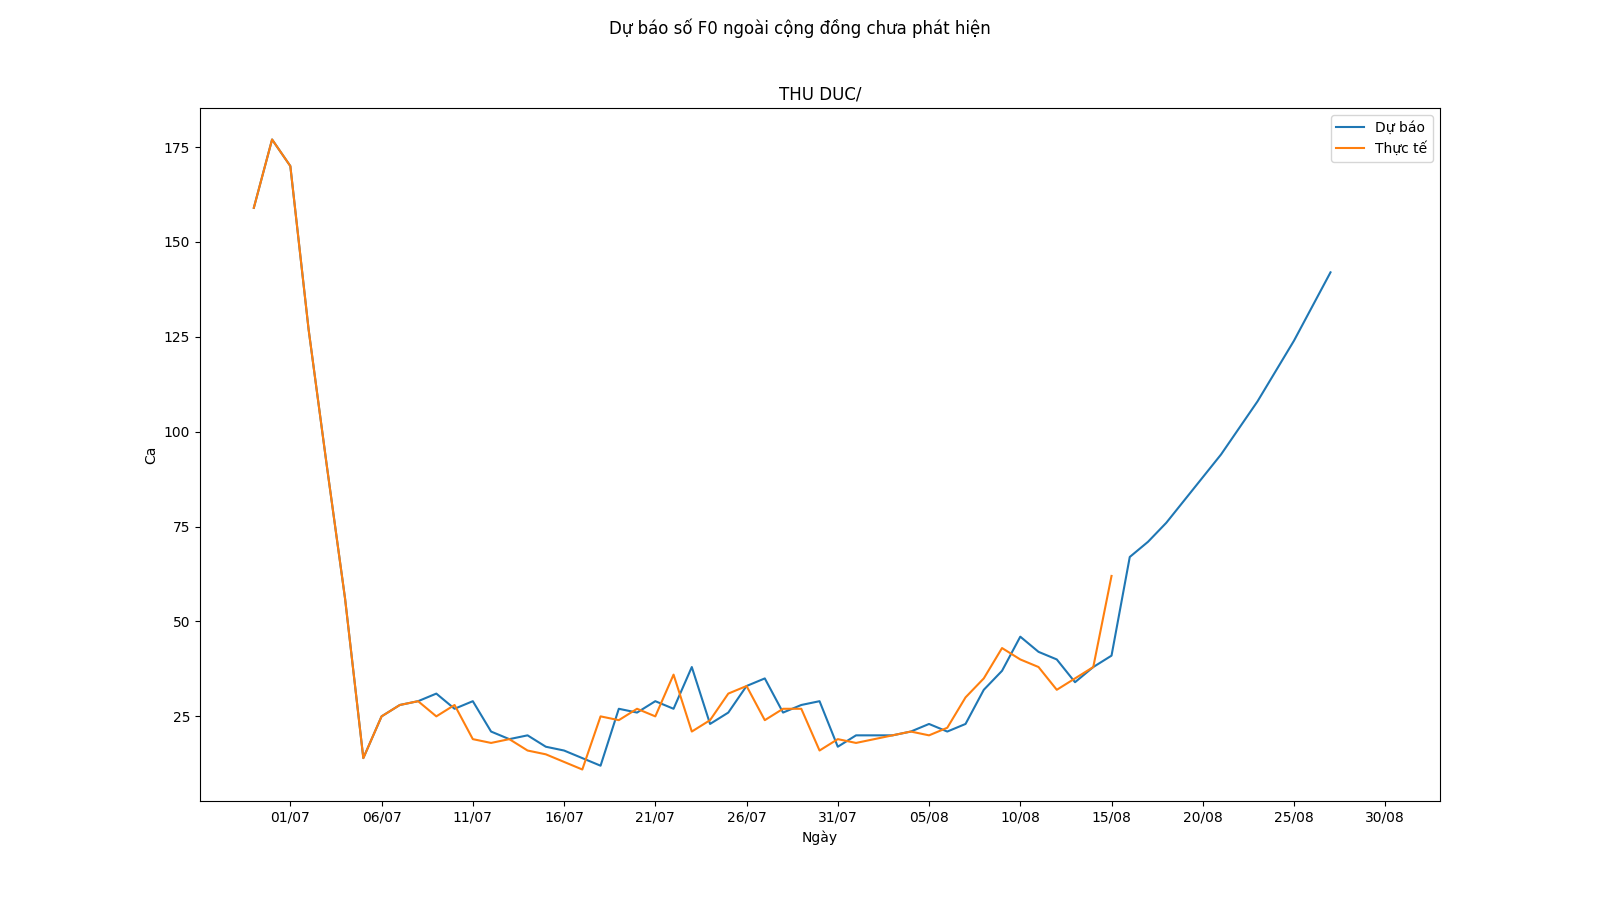 Dự báo số F0 ngoài cộng đồng chưa phát hiện
THU DUC/
Dự báo
Thực tế
175
150
125
100
75
50
25
Ca
01/07 06/07 11/07 16/07 21/07 26/07 31/07 05/08 10/08 15/08 20/08 25/08 30/08
Ngày